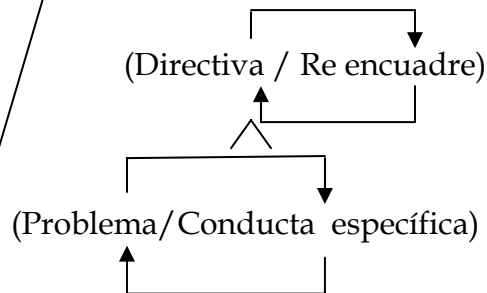 (Directiva / Re encuadre)
(Problema/Conducta específica)